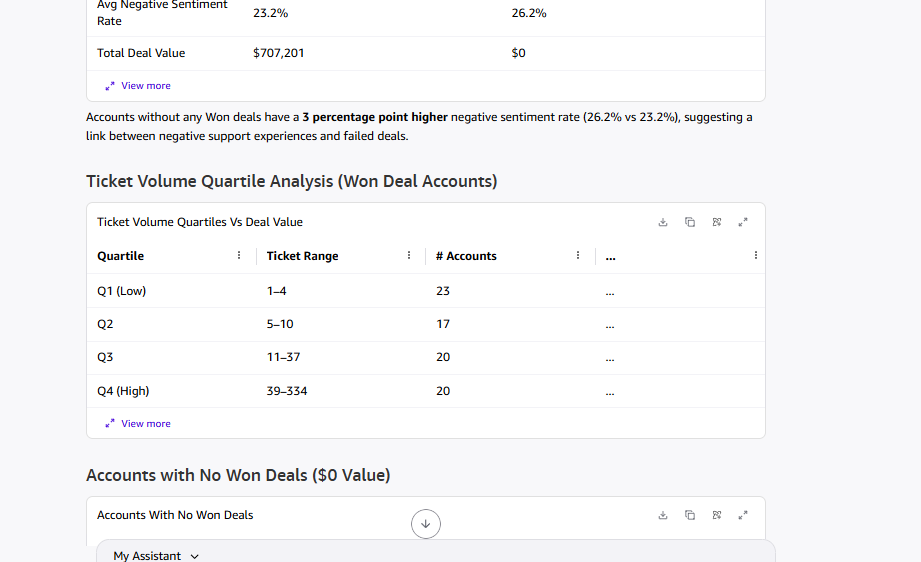 Avg Negative Sentiment Rate 23.2% 26.2%
Total Deal Value $707,201 $0
View more
Accounts without any Won deals have a 3 percentage point higher negative sentiment rate (26.2% vs 23.2%), suggesting a
link between negative support experiences and failed deals.
Ticket Volume Quartile Analysis (Won Deal Accounts)
Ticket Volume Quartiles Vs Deal Value
Quartile Ticket Range # Accounts ...
Q1 (Low) 1–4 23 ...
Q2 5–10 17 ...
Q3 11–37 20 ...
Q4 (High) 39–334 20 ...
View more
Accounts with No Won Deals ($0 Value)
Accounts With No Won Deals
My Assistant